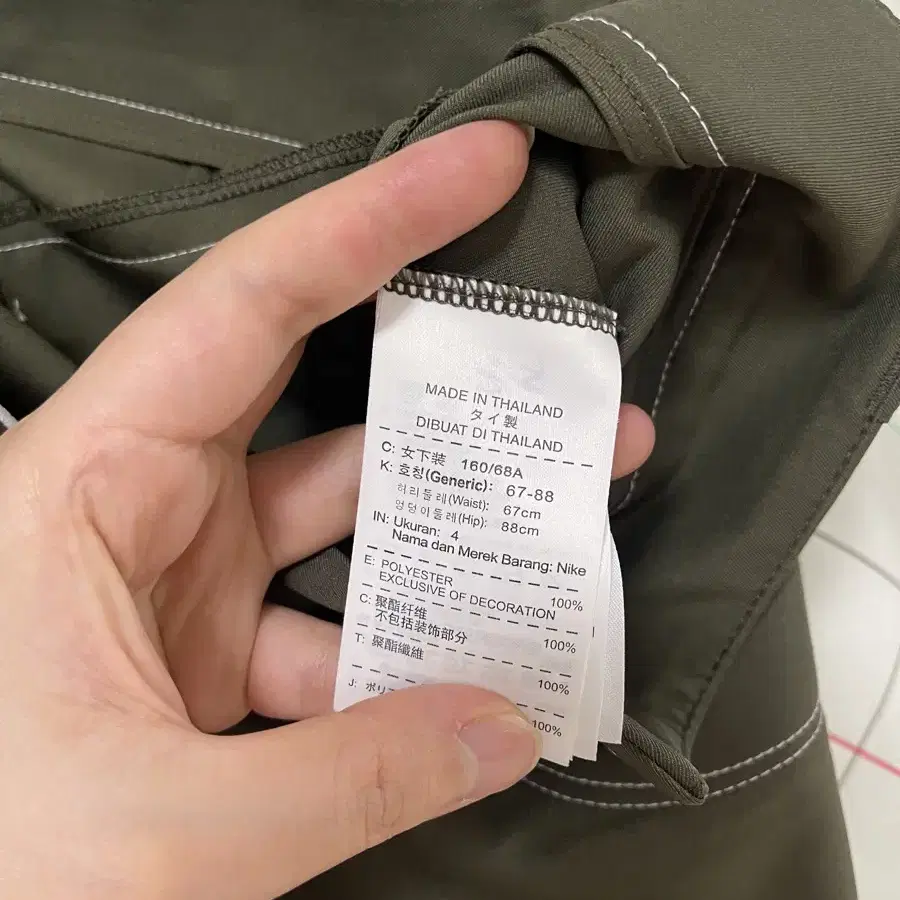 MADE IN THAILAND
タイ製
DIBUAT DI THAILAND
C: 女下装 160/68A
K: 호칭(Generic): 67-88
허리둘레(Waist): 67cm
엉덩이둘레(Hip): 88cm
IN: Ukuran: 4
Nama dan Merek Barang: Nike
E: POLYESTER 100%
EXCLUSIVE OF DECORATION
C: 聚酯纤维 100%
不包括装饰部分
T: 聚酯纖維 100%
J: ポリ 100%